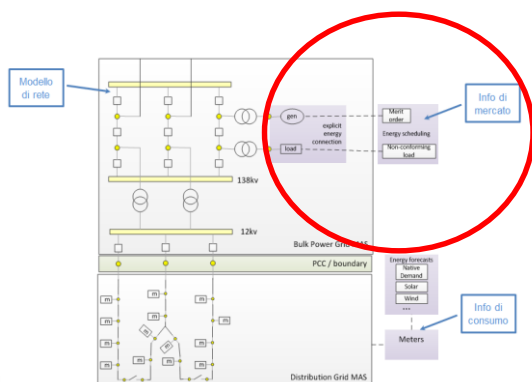 Modello
di rete
gen
load
explicit
energy
connection
Merit
order
Energy scheduling
Non-conforming
load
Info di
mercato
138kv
12kv
Bulk Power Grid MAS
PCC / boundary
Energy Forecasts
Native
Demand
Solar
Wind
...
Info di
consumo
Meters
m
m
m
m
m
m
m
m
m
m
m
m
m
m
Distribution Grid MAS